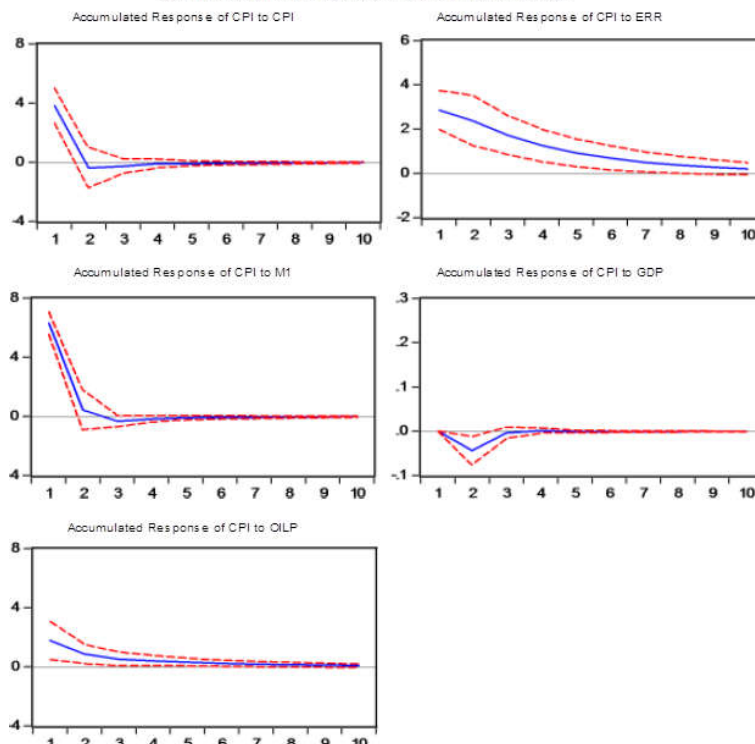 Accumulated Response of CPI to CPI
8
4
0
-4
1 2 3 4 5 6 7 8 9 10
Accumulated Response of CPI to ERR
6
4
2
0
-2
1 2 3 4 5 6 7 8 9 10
Accumulated Response of CPI to M1
8
4
0
-4
1 2 3 4 5 6 7 8 9 10
Accumulated Response of CPI to GDP
.3
.2
.1
.0
-.1
1 2 3 4 5 6 7 8 9 10
Accumulated Response of CPI to OILP
8
4
0
-4
1 2 3 4 5 6 7 8 9 10